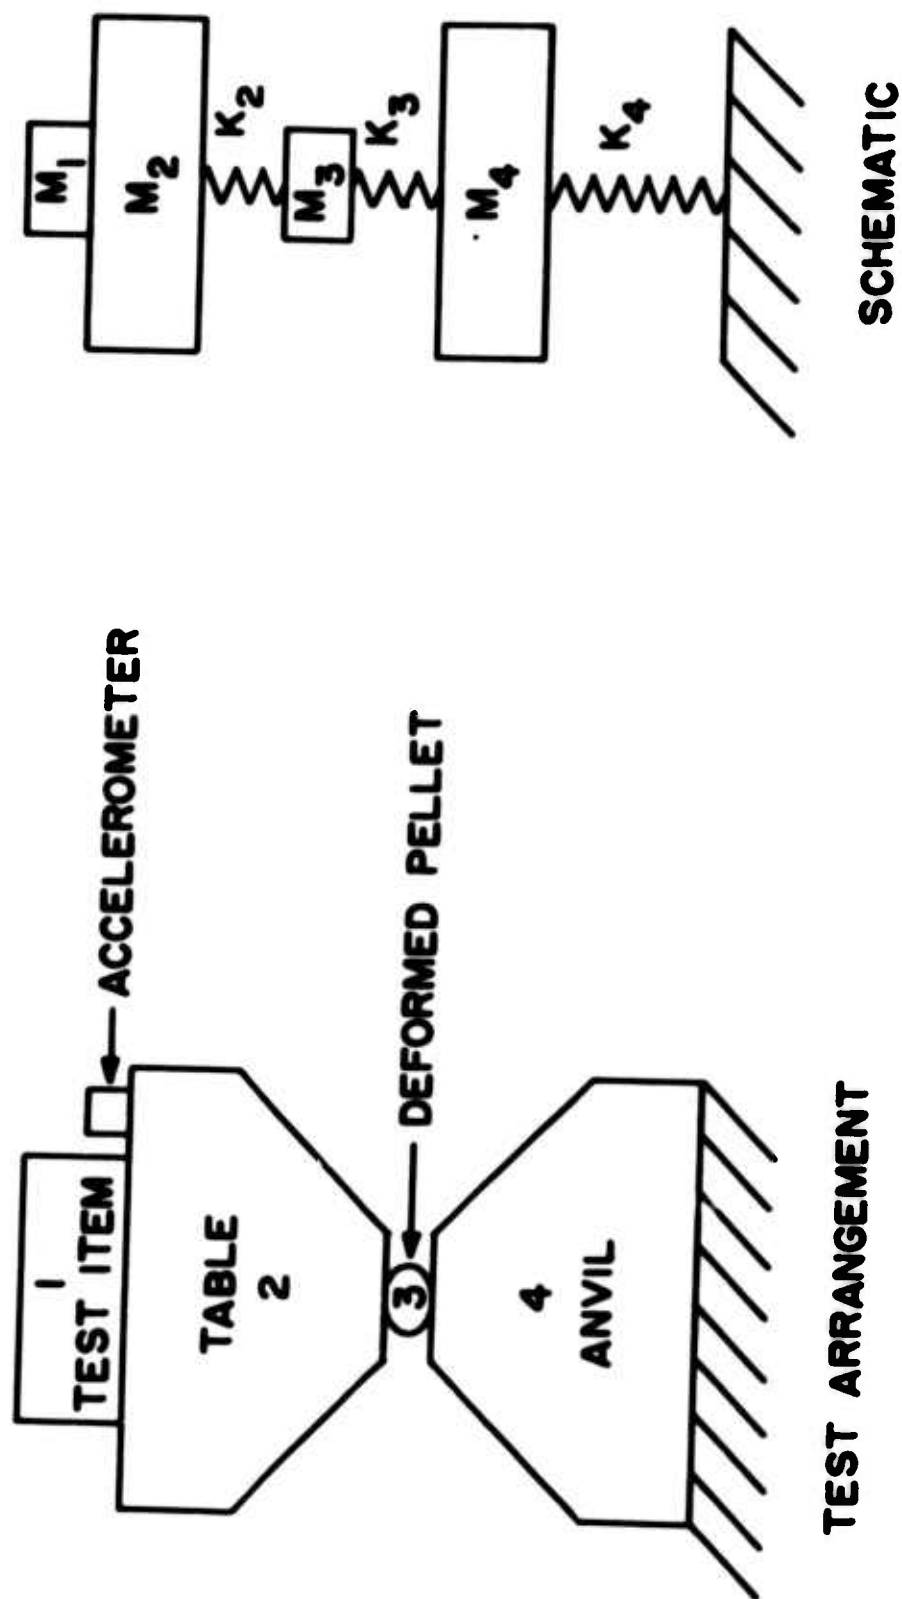 1
TEST ITEM
ACCELEROMETER
TABLE
2
3
DEFORMED PELLET
4
ANVIL
TEST ARRANGEMENT
M1
M2
K2
M3
K3
M4
K4
SCHEMATIC